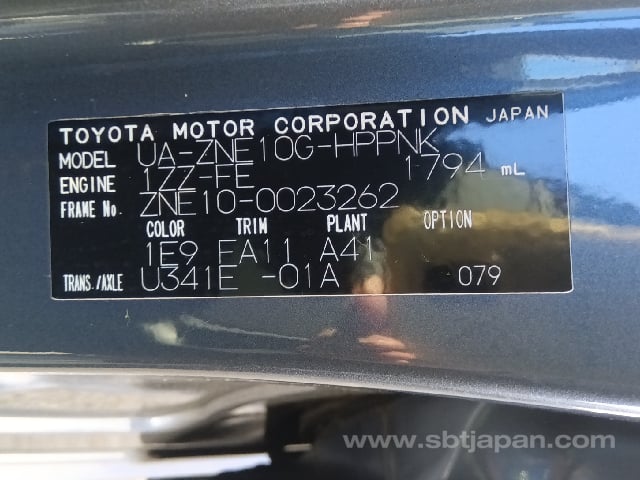 TOYOTA MOTOR CORPORATION JAPAN
MODEL UA-ZNE10G-HPPNK
ENGINE 1ZZ-FE 1794 mL
FRAME No. ZNE10-0023262
COLOR TRIM PLANT OPTION
1E9 FA11 A41
TRANS./AXLE U341E -01A 079
www.sbtjapan.com